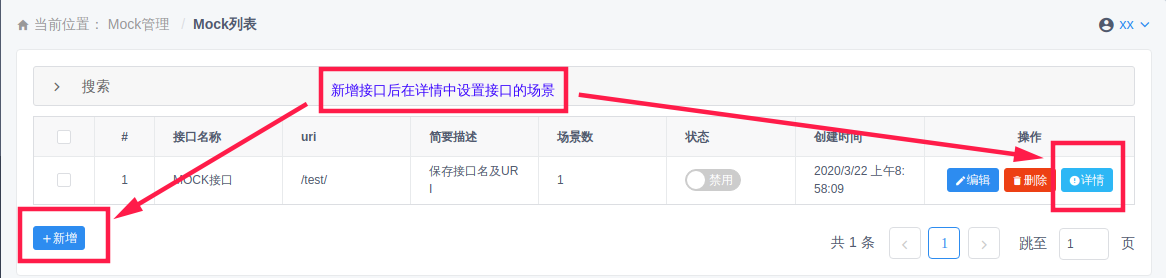 当前位置： Mock管理 / Mock列表
xx
搜索
新增接口后在详情中设置接口的场景
# 接口名称 uri 简要描述 场景数 状态 创建时间 操作
1 MOCK接口 /test/ 保存接口名及UR 1 禁用 2020/3/22 上午8: 编辑 删除 详情
I 58:09
+新增
共 1 条 < 1 > 跳至 1 页